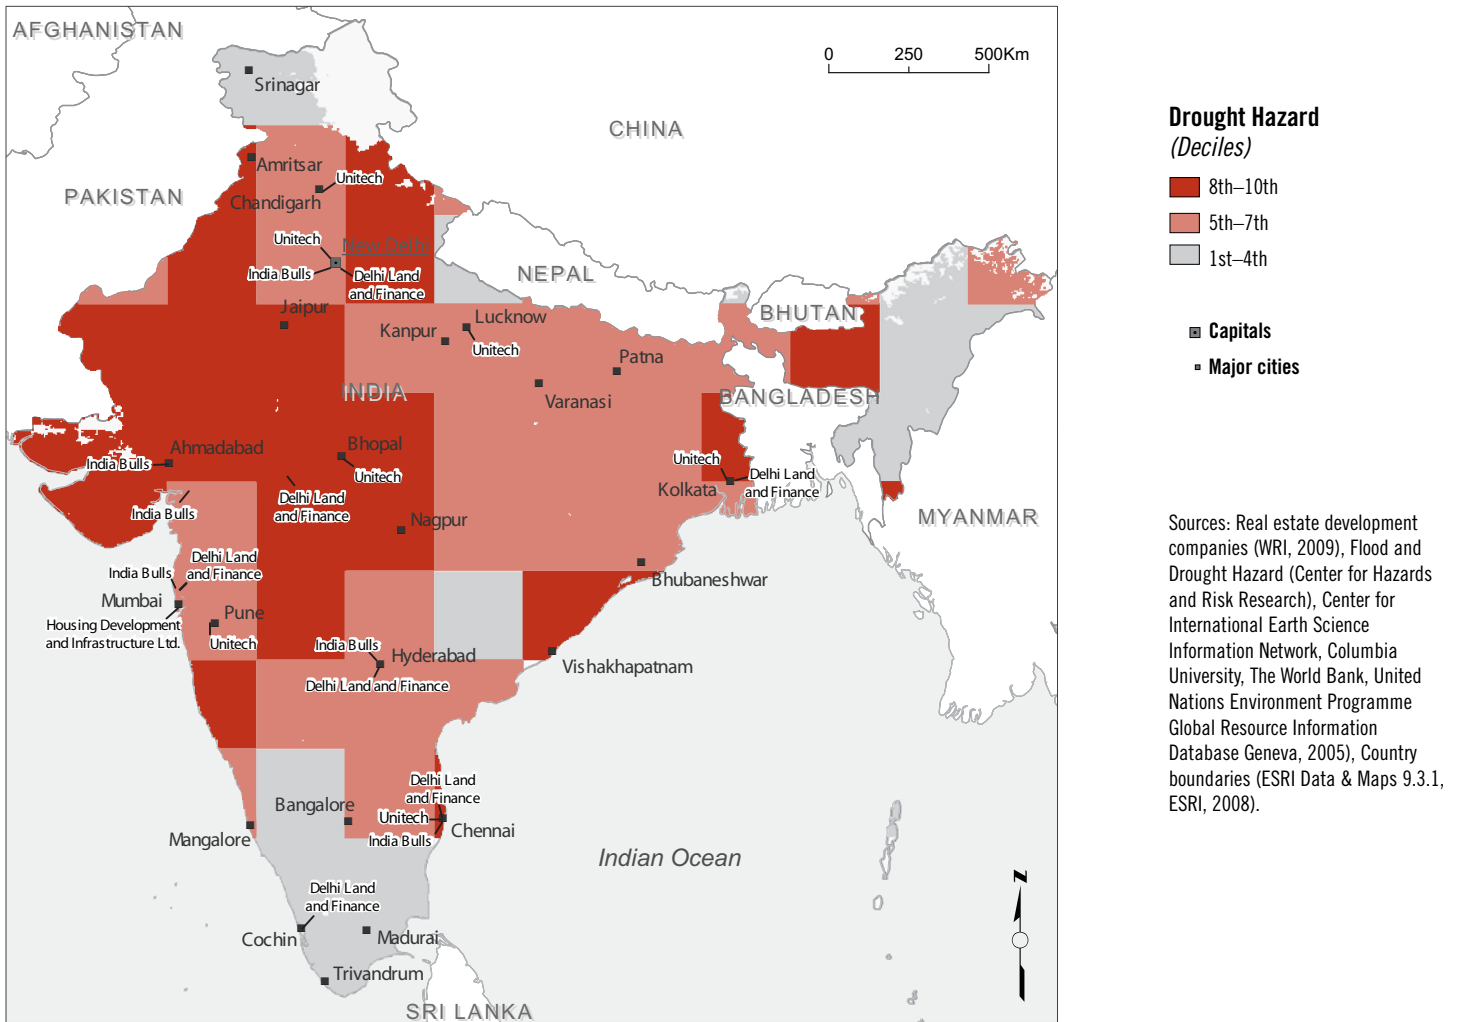 AFGHANISTAN
0 250 500Km
Srinagar
CHINA
Amritsar
PAKISTAN
Unitech
Chandigarh
Unitech
New Delhi
India Bulls
Delhi Land
and Finance
NEPAL
Jaipur
BHUTAN
Lucknow
Kanpur
Unitech
Patna
INDIA
Varanasi
BANGLADESH
Ahmadabad
Bhopal
India Bulls
Unitech
Unitech
Delhi Land
and Finance
Kolkata
Delhi Land
and Finance
India Bulls
Nagpur
MYANMAR
Delhi Land
and Finance
India Bulls
Mumbai
Bhubaneshwar
Pune
Housing Development
and Infrastructure Ltd.
Unitech
India Bulls
Hyderabad
Vishakhapatnam
Delhi Land and Finance
Delhi Land
and Finance
Bangalore
Unitech
Chennai
Mangalore
India Bulls
Indian Ocean
Delhi Land
and Finance
Cochin
Madurai
Trivandrum
SRI LANKA
N
Drought Hazard
(Deciles)
8th–10th
5th–7th
1st–4th
Capitals
Major cities
Sources: Real estate development
companies (WRI, 2009), Flood and
Drought Hazard (Center for Hazards
and Risk Research), Center for
International Earth Science
Information Network, Columbia
University, The World Bank, United
Nations Environment Programme
Global Resource Information
Database Geneva, 2005), Country
boundaries (ESRI Data & Maps 9.3.1,
ESRI, 2008).